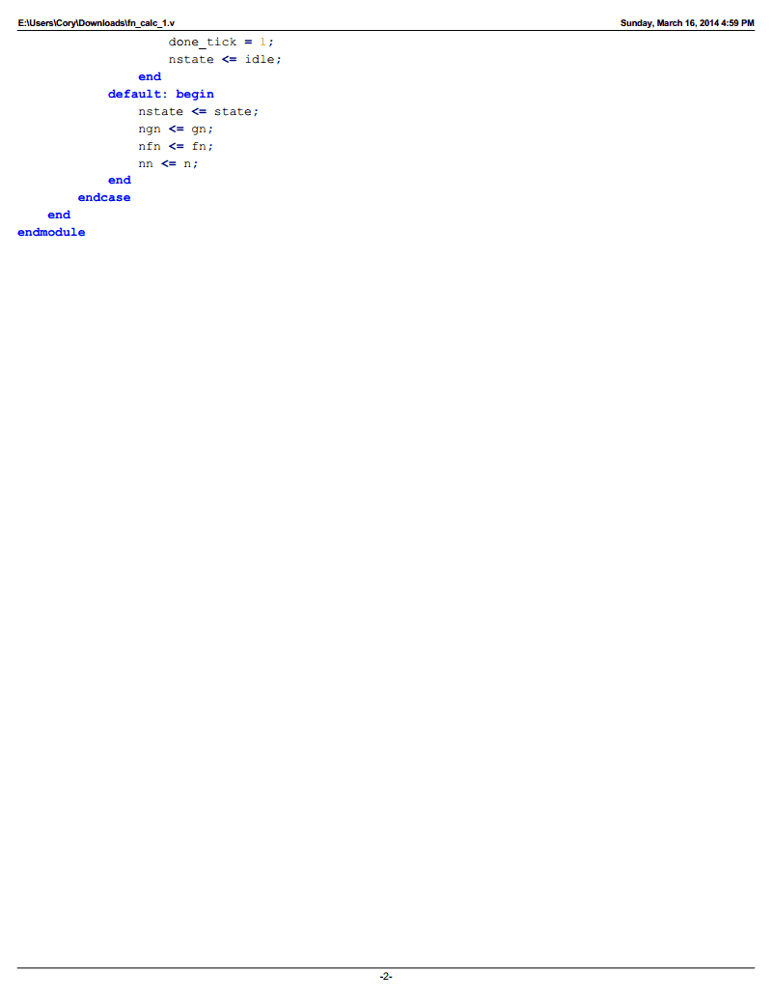 E:\Users\Cory\Downloads\fn_calc_1.v Sunday, March 16, 2014 4:59 PM
done_tick = 1;
nstate <= idle;
end
default: begin
nstate <= state;
ngn <= gn;
nfn <= fn;
nn <= n;
end
endcase
end
endmodule
-2-